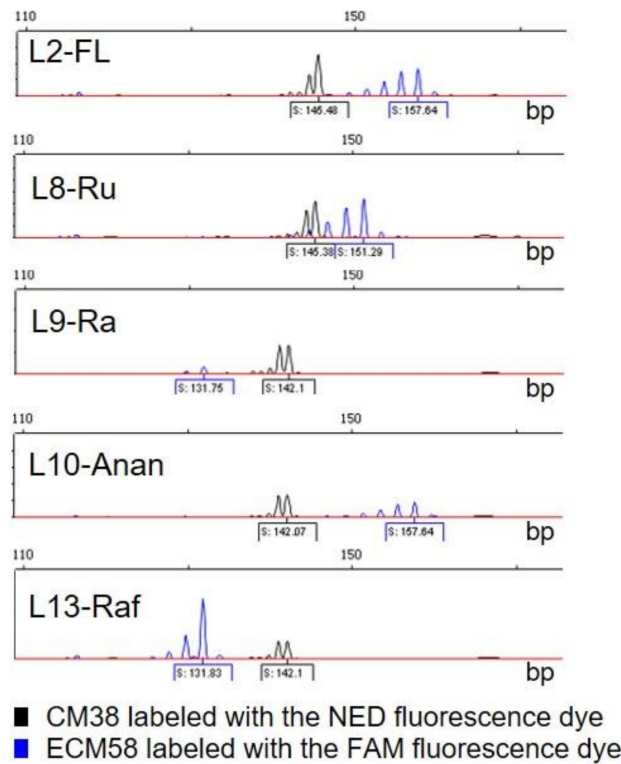 110 150
L2-FL
S: 145.48 S: 157.64 bp
110 150
L8-Ru
S: 145.38 S: 151.29 bp
110 150
L9-Ra
S: 131.75 S: 142.1 bp
110 150
L10-Anan
S: 142.07 S: 157.64 bp
110 150
L13-Raf
S: 131.83 S: 142.1 bp
CM38 labeled with the NED fluorescence dye
ECM58 labeled with the FAM fluorescence dye